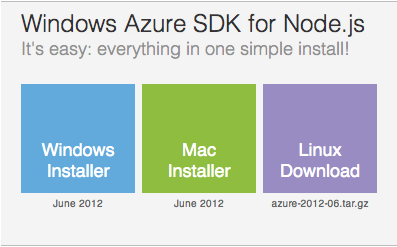 Windows Azure SDK for Node.js
It's easy: everything in one simple install!
Windows
Installer
Mac
Installer
Linux
Download
June 2012
June 2012
azure-2012-06.tar.gz